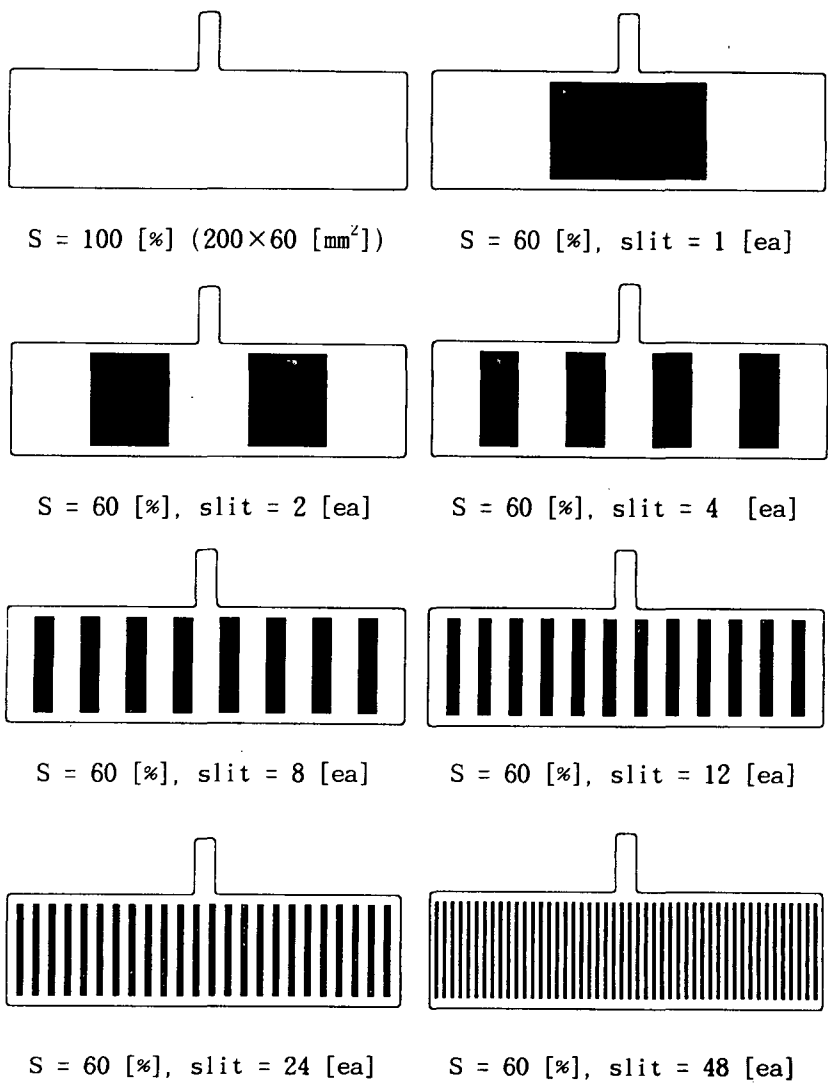 S = 100 [%] (200×60 [mm²])
S = 60 [%], slit = 1 [ea]
S = 60 [%], slit = 2 [ea]
S = 60 [%], slit = 4 [ea]
S = 60 [%], slit = 8 [ea]
S = 60 [%], slit = 12 [ea]
S = 60 [%], slit = 24 [ea]
S = 60 [%], slit = 48 [ea]